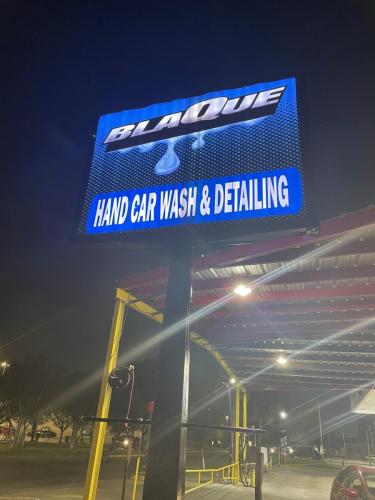 BLAQUE
HAND CAR WASH & DETAILING